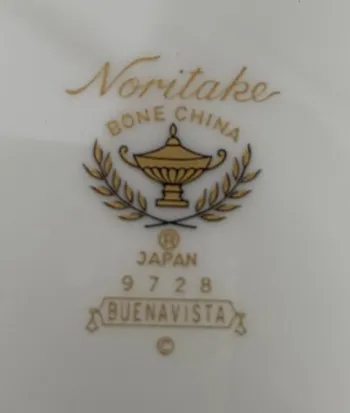 Noritake
BONE CHINA
®
JAPAN
9728
BUENAVISTA
©